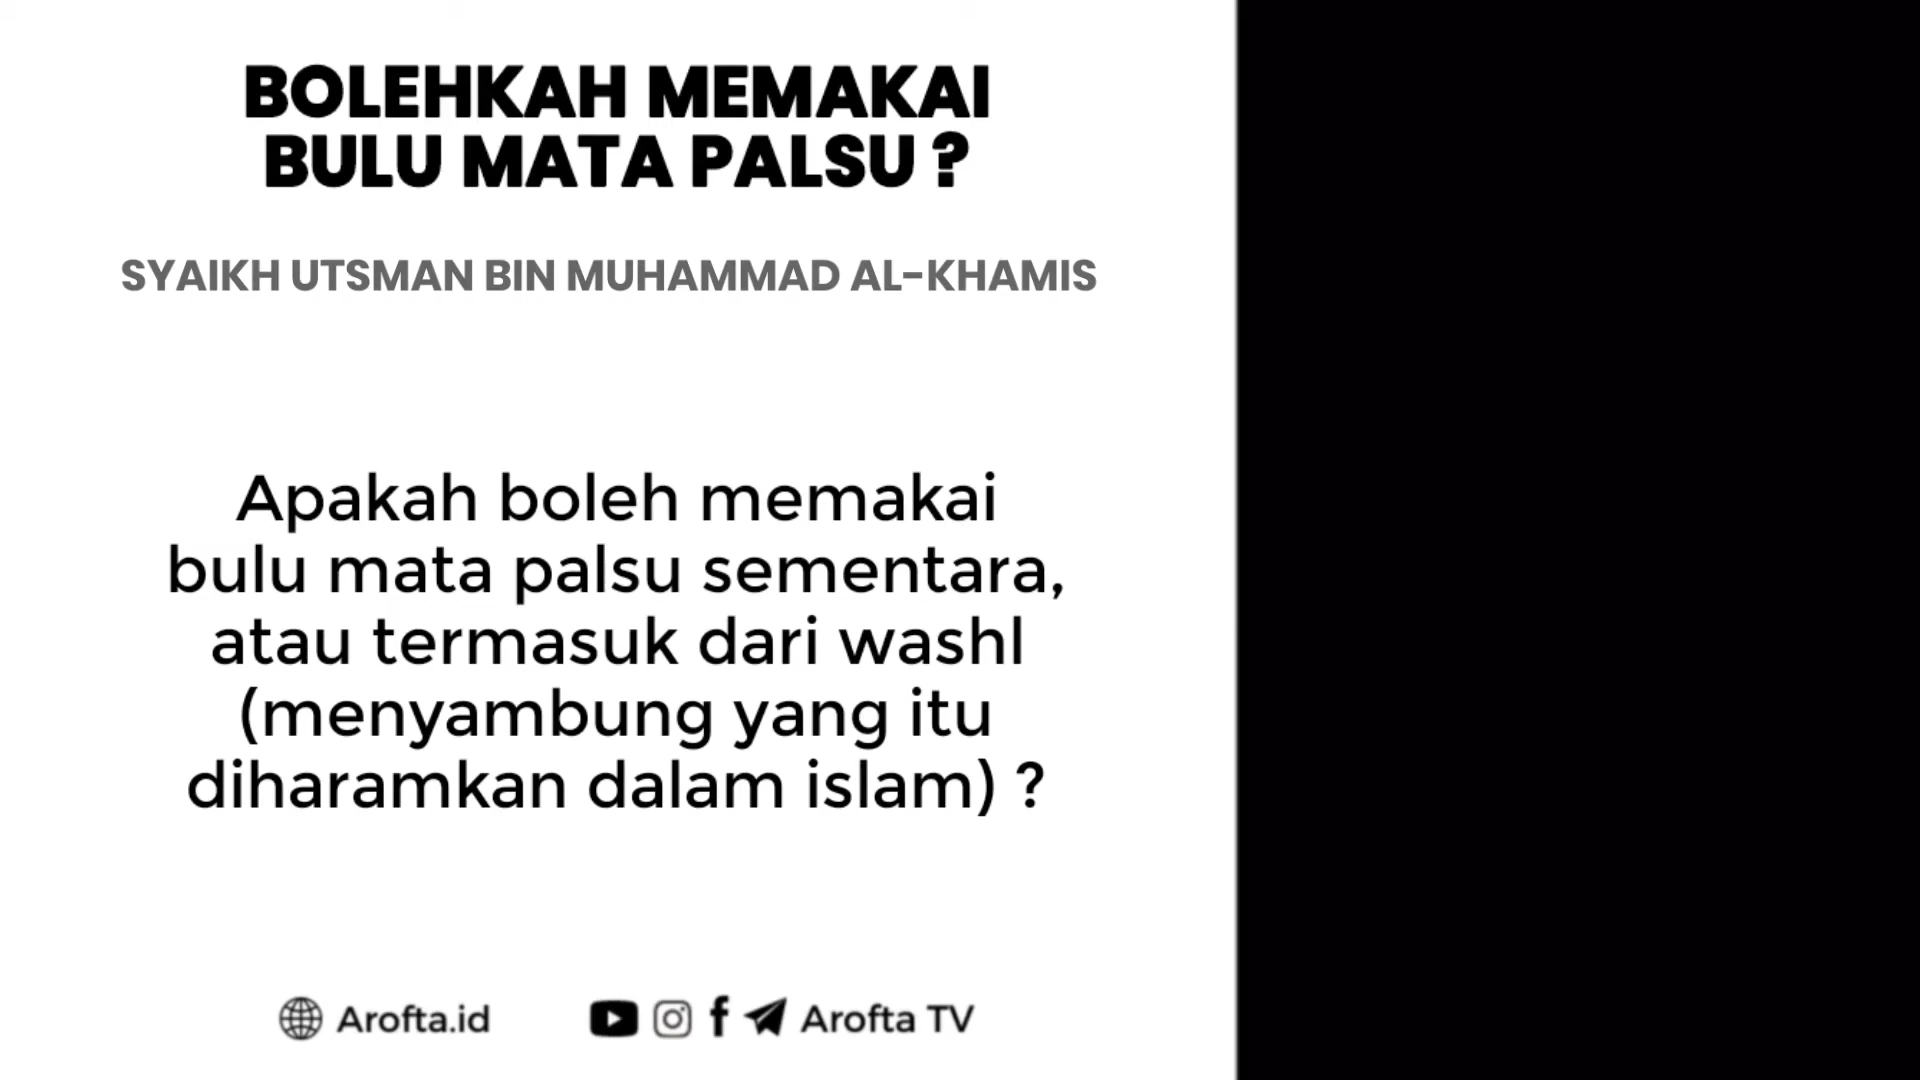 BOLEHKAH MEMAKAI
BULU MATA PALSU ?
SYAIKH UTSMAN BIN MUHAMMAD AL-KHAMIS
Apakah boleh memakai
bulu mata palsu sementara,
atau termasuk dari washl
(menyambung yang itu
diharamkan dalam islam) ?
Arofta.id Arofta TV